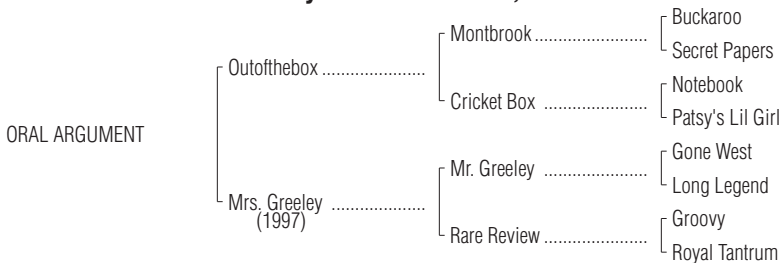 Buckaroo
Montbrook ........................
Secret Papers
Outofthebox ......................
Notebook
Cricket Box ......................
Patsy's Lil Girl
ORAL ARGUMENT
Gone West
Mr. Greeley ......................
Long Legend
Mrs. Greeley ....................
(1997)
Groovy
Rare Review ......................
Royal Tantrum